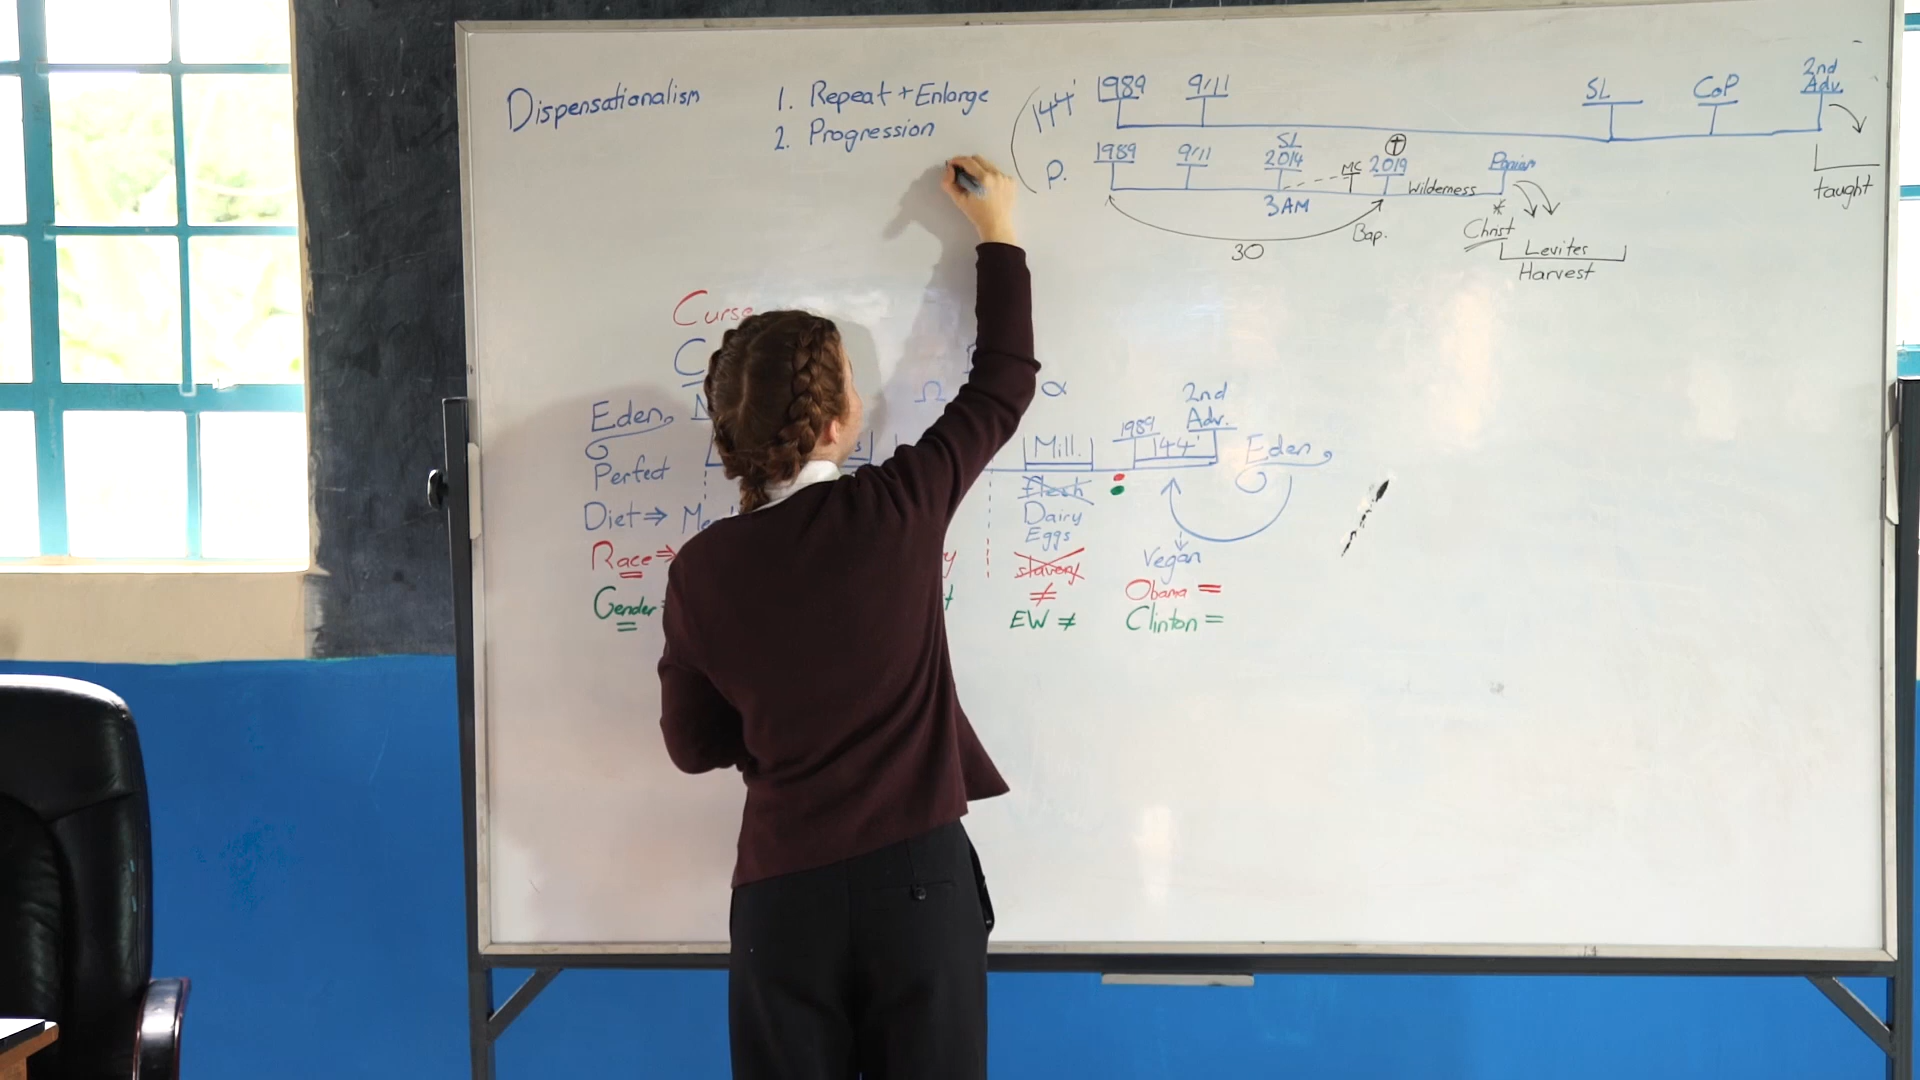 Dispensationalism
1. Repeat + Enlarge
2. Progression
144'
1989
9/11
SL
CoP
2nd
Adv.
taught
P.
1989
9/11
SL
2014
3AM
MC
2019
Wilderness
30
Bap.
Christ
Levites
Harvest
Curse
Ω
α
Eden
Perfect
Mill.
1989
144'
2nd
Adv.
Eden
Diet ⇒
Flesh
Dairy
Eggs
Vegan
Race ⇒
slavery
≠
Obama =
Gender
EW ≠
Clinton =